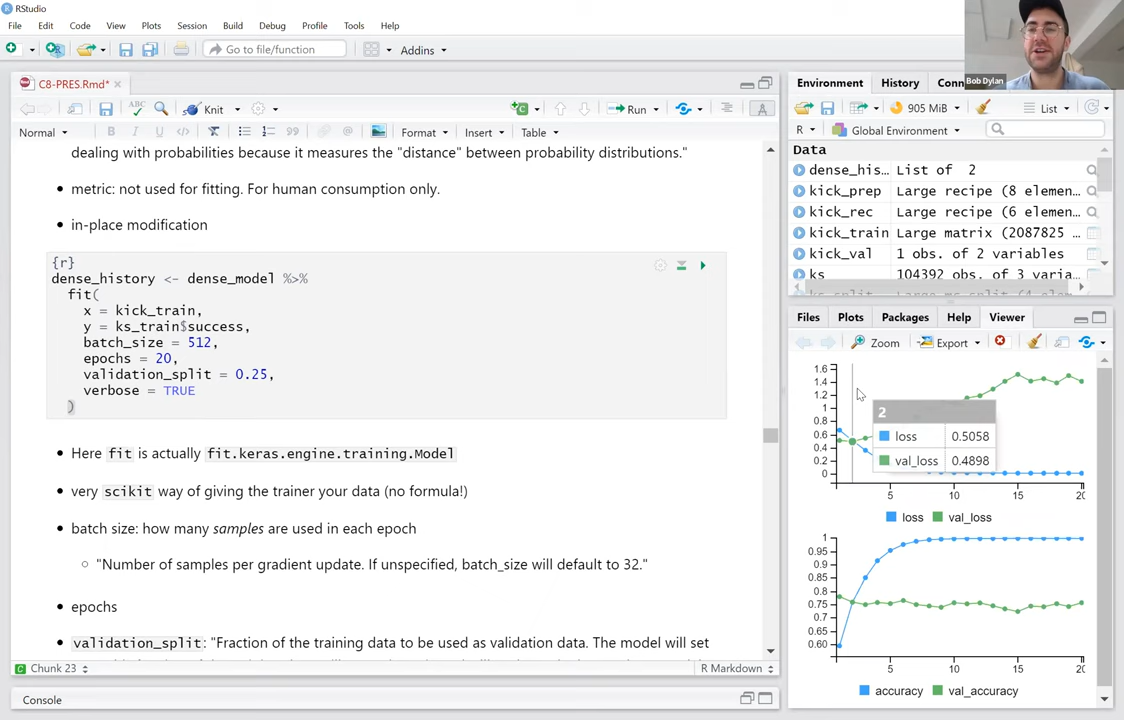 RStudio
File Edit Code View Plots Session Build Debug Profile Tools Help
Go to file/function Addins
C8-PRES.Rmd*
ABC Knit Run
Normal B I U </> 99 Format Insert Table
dealing with probabilities because it measures the "distance" between probability distributions."
• metric: not used for fitting. For human consumption only.
• in-place modification
{r}
dense_history <- dense_model %>%
fit(
x = kick_train,
y = ks_train$success,
batch_size = 512,
epochs = 20,
validation_split = 0.25,
verbose = TRUE
)
• Here fit is actually fit.keras.engine.training.Model
• very scikit way of giving the trainer your data (no formula!)
• batch size: how many samples are used in each epoch
○ "Number of samples per gradient update. If unspecified, batch_size will default to 32."
• epochs
• validation_split: "Fraction of the training data to be used as validation data. The model will set
Chunk 23 R Markdown
Console
Bob Dylan
Environment History Conn
905 MiB List
R Global Environment
Data
dense_his... List of 2
kick_prep Large recipe (8 elemen...
kick_rec Large recipe (6 elemen...
kick_train Large matrix (2087825 ...
kick_val 1 obs. of 2 variables
ks 104392 obs. of 3 varia...
Files Plots Packages Help Viewer
Zoom Export
1.6
1.4
1.2
1
0.8
0.6
0.4
0.2
0
2
loss 0.5058
val_loss 0.4898
5 10 15 20
loss val_loss
1
0.95
0.9
0.85
0.8
0.75
0.70
0.65
0.60
5 10 15 20
accuracy val_accuracy